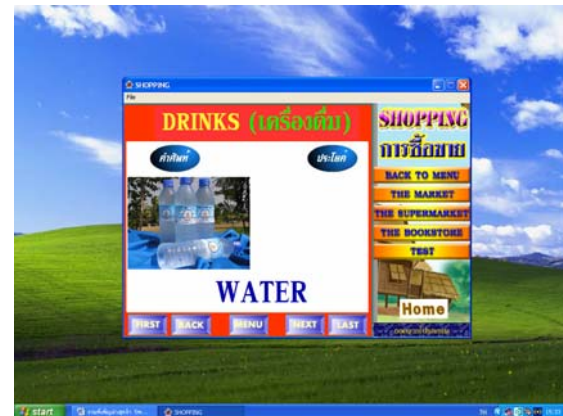 SHOPPING
File
DRINKS (เครื่องดื่ม)
คำศัพท์
ประโยค
WATER
FIRST
BACK
MENU
NEXT
LAST
SHOPPING
การซื้อขาย
BACK TO MENU
THE MARKET
THE SUPERMARKET
THE BOOKSTORE
TEST
Home
start
SHOPPING